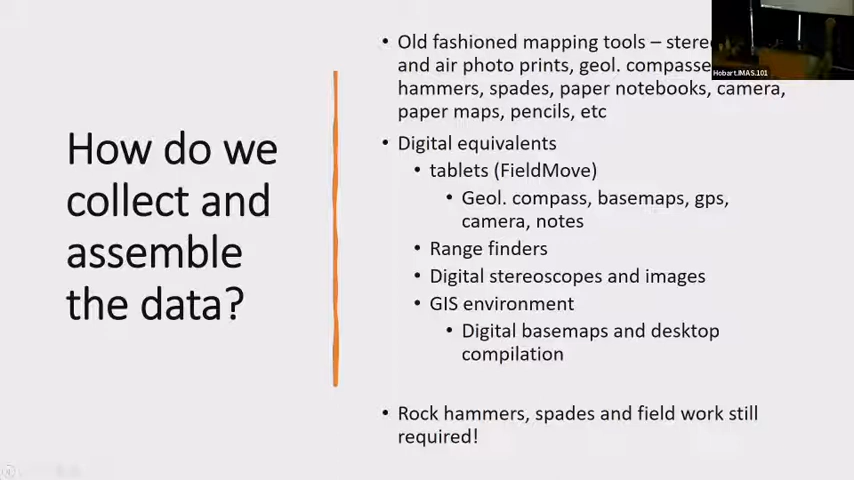 How do we
collect and
assemble
the data?
• Old fashioned mapping tools –
and air photo prints, geol.
hammers, spades, paper notebooks, camera,
paper maps, pencils, etc
• Digital equivalents
• tablets (FieldMove)
• Geol. compass, basemaps, gps,
camera, notes
• Range finders
• Digital stereoscopes and images
• GIS environment
• Digital basemaps and desktop
compilation
• Rock hammers, spades and field work still
required!
Hobart.IMAS.101